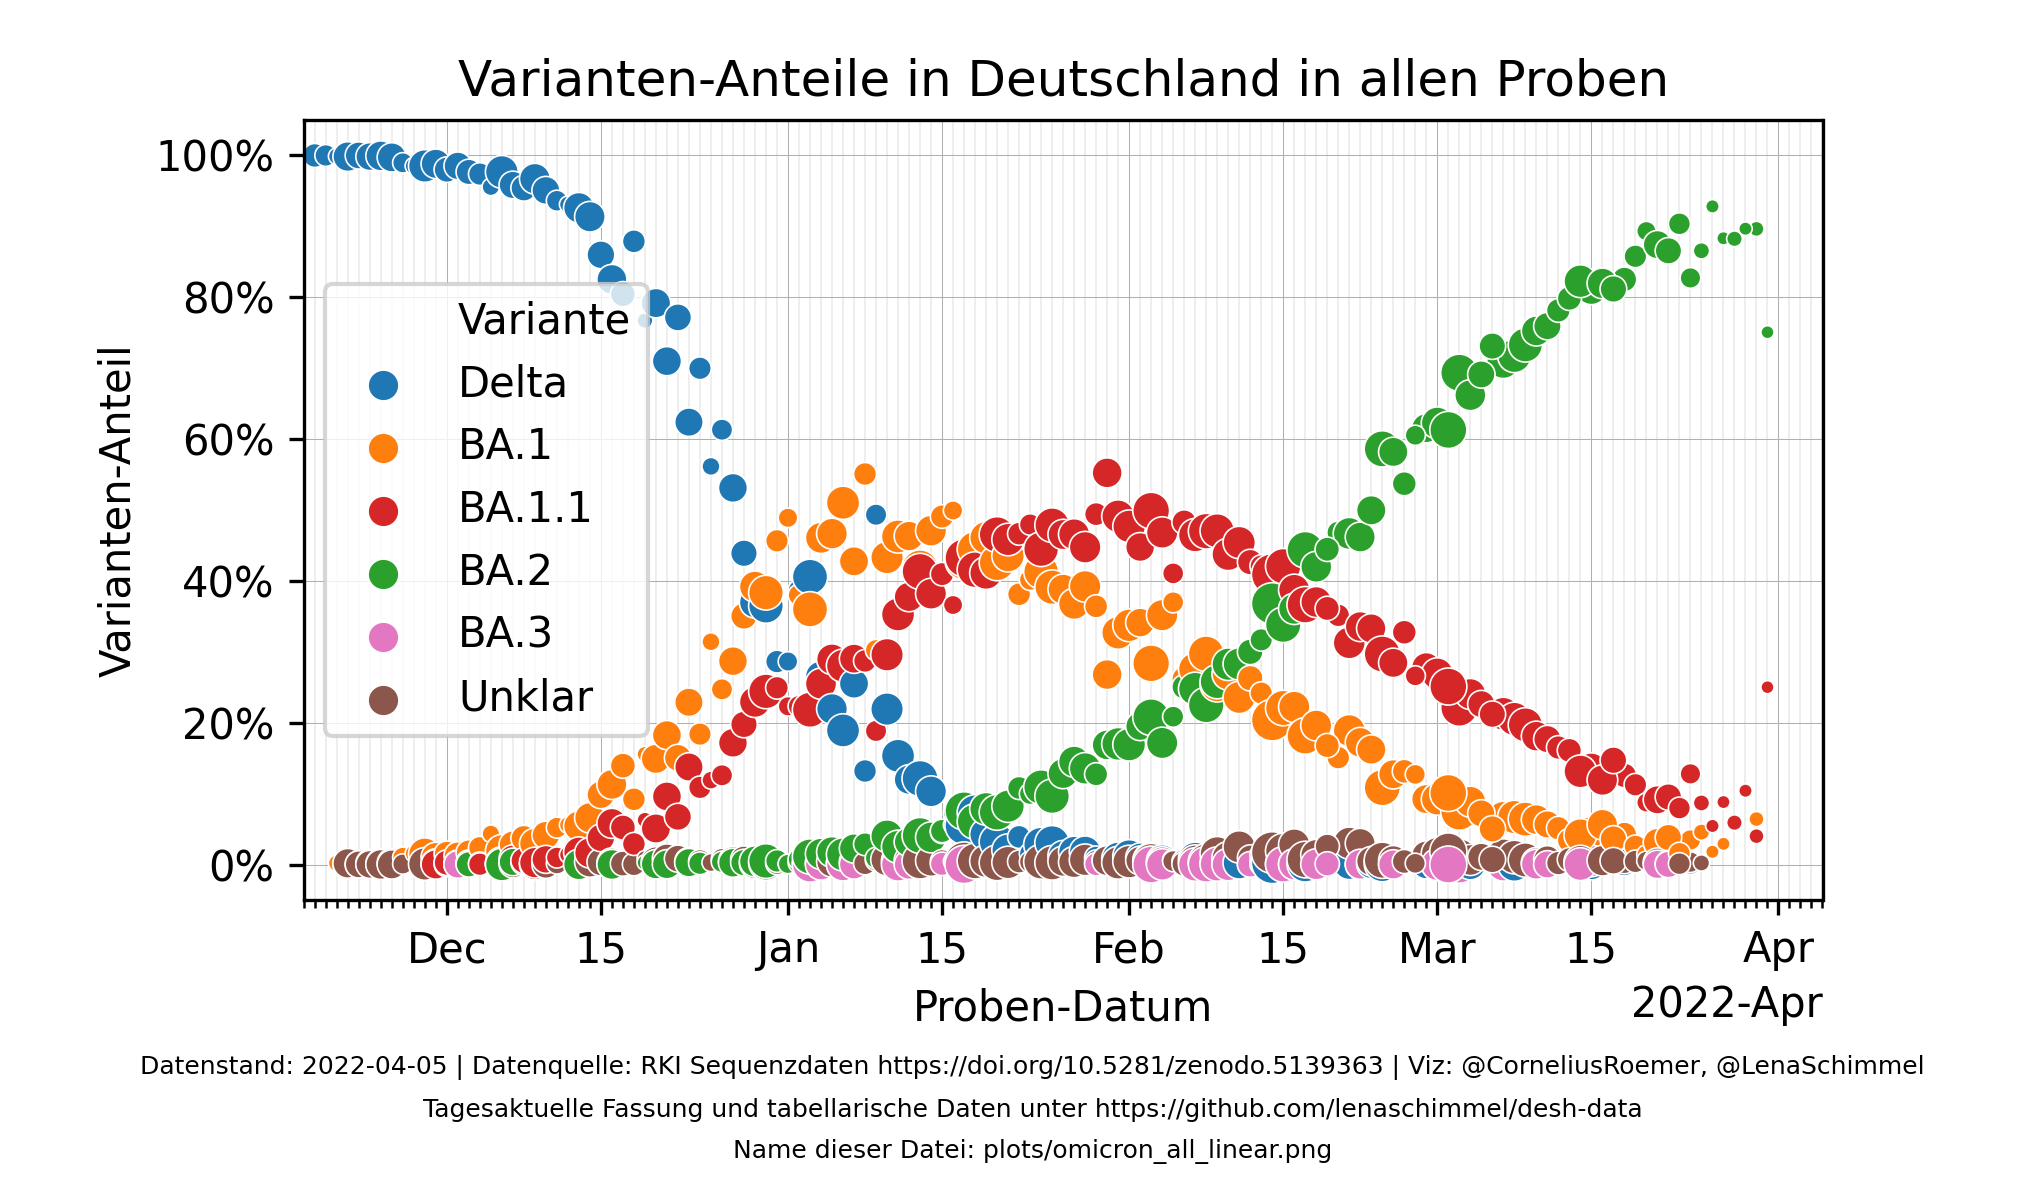 Varianten-Anteile in Deutschland in allen Proben
Varianten-Anteil
100%
80%
60%
40%
20%
0%
Variante
Delta
BA.1
BA.1.1
BA.2
BA.3
Unklar
Dec 15 Jan 15 Feb 15 Mar 15 Apr
Proben-Datum
2022-Apr
Datenstand: 2022-04-05 | Datenquelle: RKI Sequenzdaten https://doi.org/10.5281/zenodo.5139363 | Viz: @CorneliusRoemer, @LenaSchimmel
Tagesaktuelle Fassung und tabellarische Daten unter https://github.com/lenaschimmel/desh-data
Name dieser Datei: plots/omicron_all_linear.png